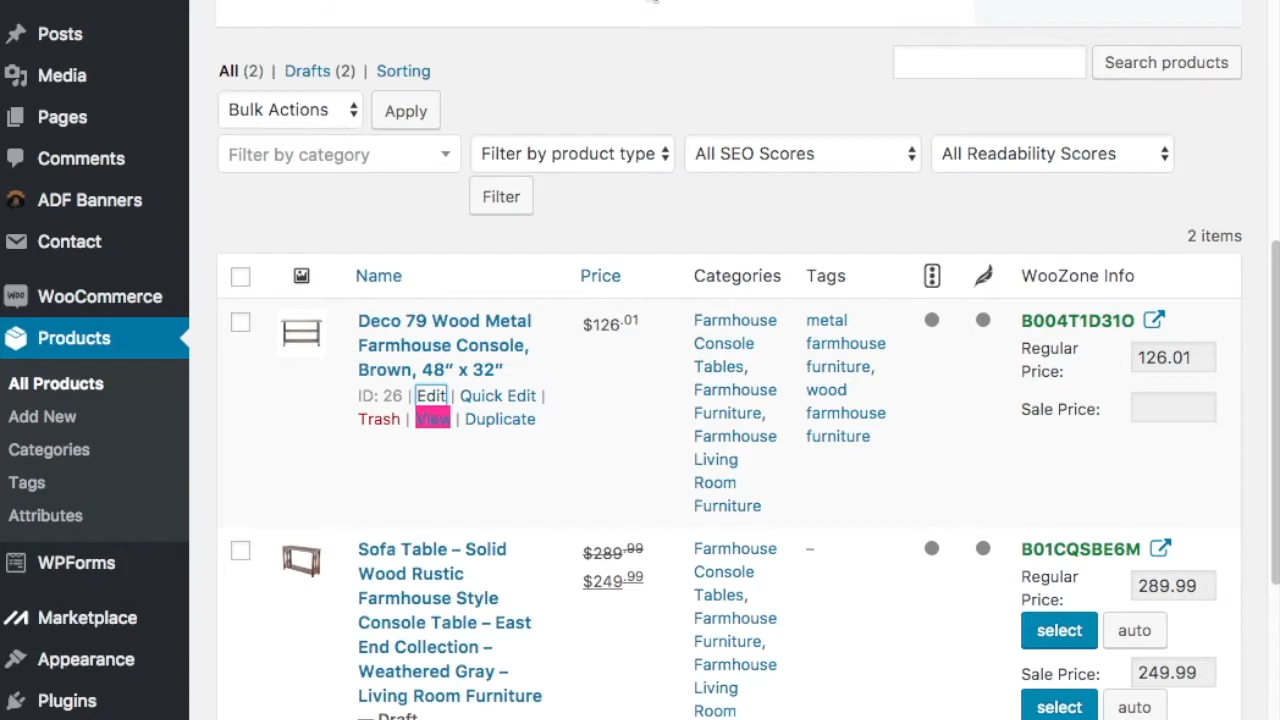 Posts
Media
Pages
Comments
ADF Banners
Contact
WooCommerce
Products
All Products
Add New
Categories
Tags
Attributes
WPForms
Marketplace
Appearance
Plugins
All (2) | Drafts (2) | Sorting
Search products
Bulk Actions
Apply
Filter by category
Filter by product type
All SEO Scores
All Readability Scores
Filter
2 items
Name
Price
Categories
Tags
WooZone Info
Deco 79 Wood Metal
Farmhouse Console,
Brown, 48” x 32”
ID: 26 | Edit | Quick Edit |
Trash | View | Duplicate
$126.01
Farmhouse
Console
Tables,
Farmhouse
Furniture,
Farmhouse
Living
Room
Furniture
metal
farmhouse
furniture,
wood
farmhouse
furniture
B004T1D31O
Regular
Price:
126.01
Sale Price:
Sofa Table – Solid
Wood Rustic
Farmhouse Style
Console Table – East
End Collection –
Weathered Gray –
Living Room Furniture
— Draft
$289.99
$249.99
Farmhouse
Console
Tables,
Farmhouse
Furniture,
Farmhouse
Living
Room
–
B01CQSBE6M
Regular
Price:
289.99
select
auto
Sale Price:
249.99
select
auto